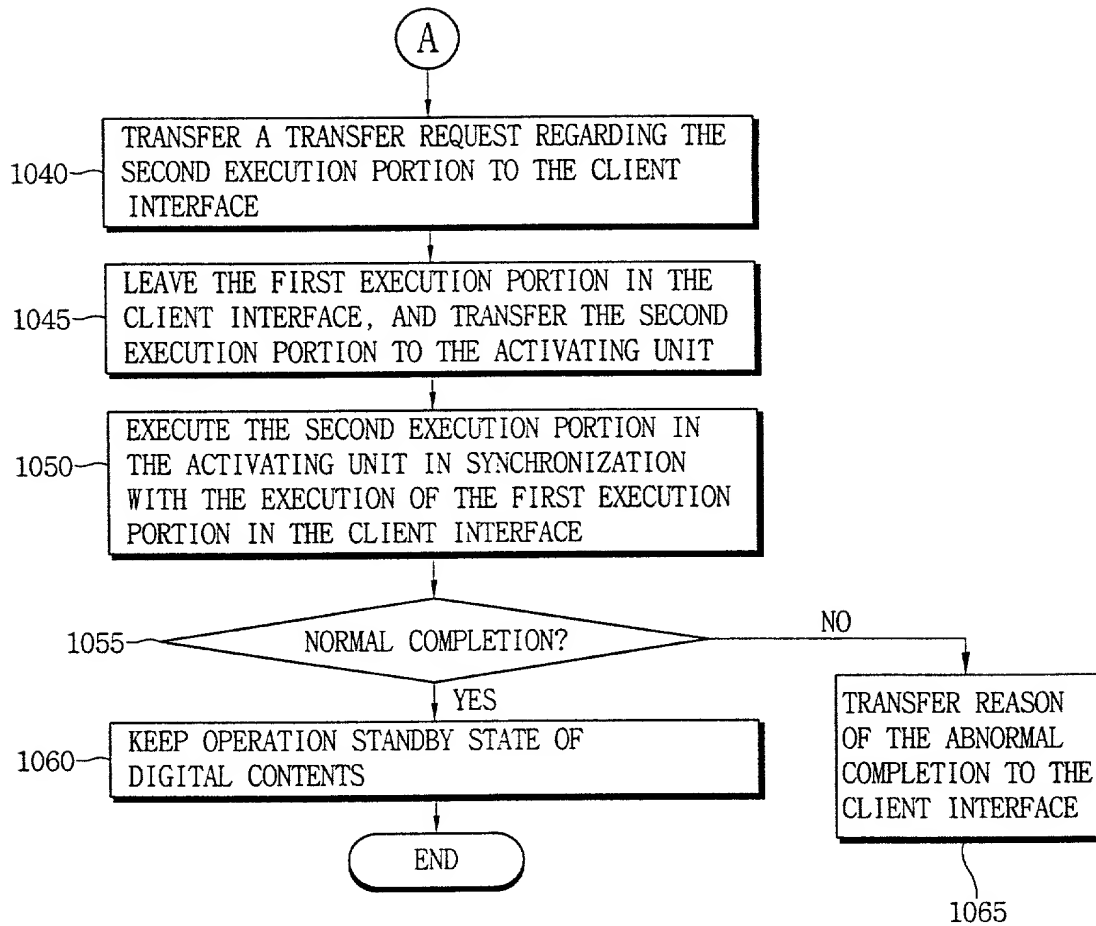 A
TRANSFER A TRANSFER REQUEST REGARDING THE
SECOND EXECUTION PORTION TO THE CLIENT
INTERFACE
1040
LEAVE THE FIRST EXECUTION PORTION IN THE
CLIENT INTERFACE, AND TRANSFER THE SECOND
EXECUTION PORTION TO THE ACTIVATING UNIT
1045
EXECUTE THE SECOND EXECUTION PORTION IN
THE ACTIVATING UNIT IN SYNCHRONIZATION
WITH THE EXECUTION OF THE FIRST EXECUTION
PORTION IN THE CLIENT INTERFACE
1050
NORMAL COMPLETION?
1055
NO
YES
KEEP OPERATION STANDBY STATE OF
DIGITAL CONTENTS
1060
TRANSFER REASON
OF THE ABNORMAL
COMPLETION TO THE
CLIENT INTERFACE
1065
END